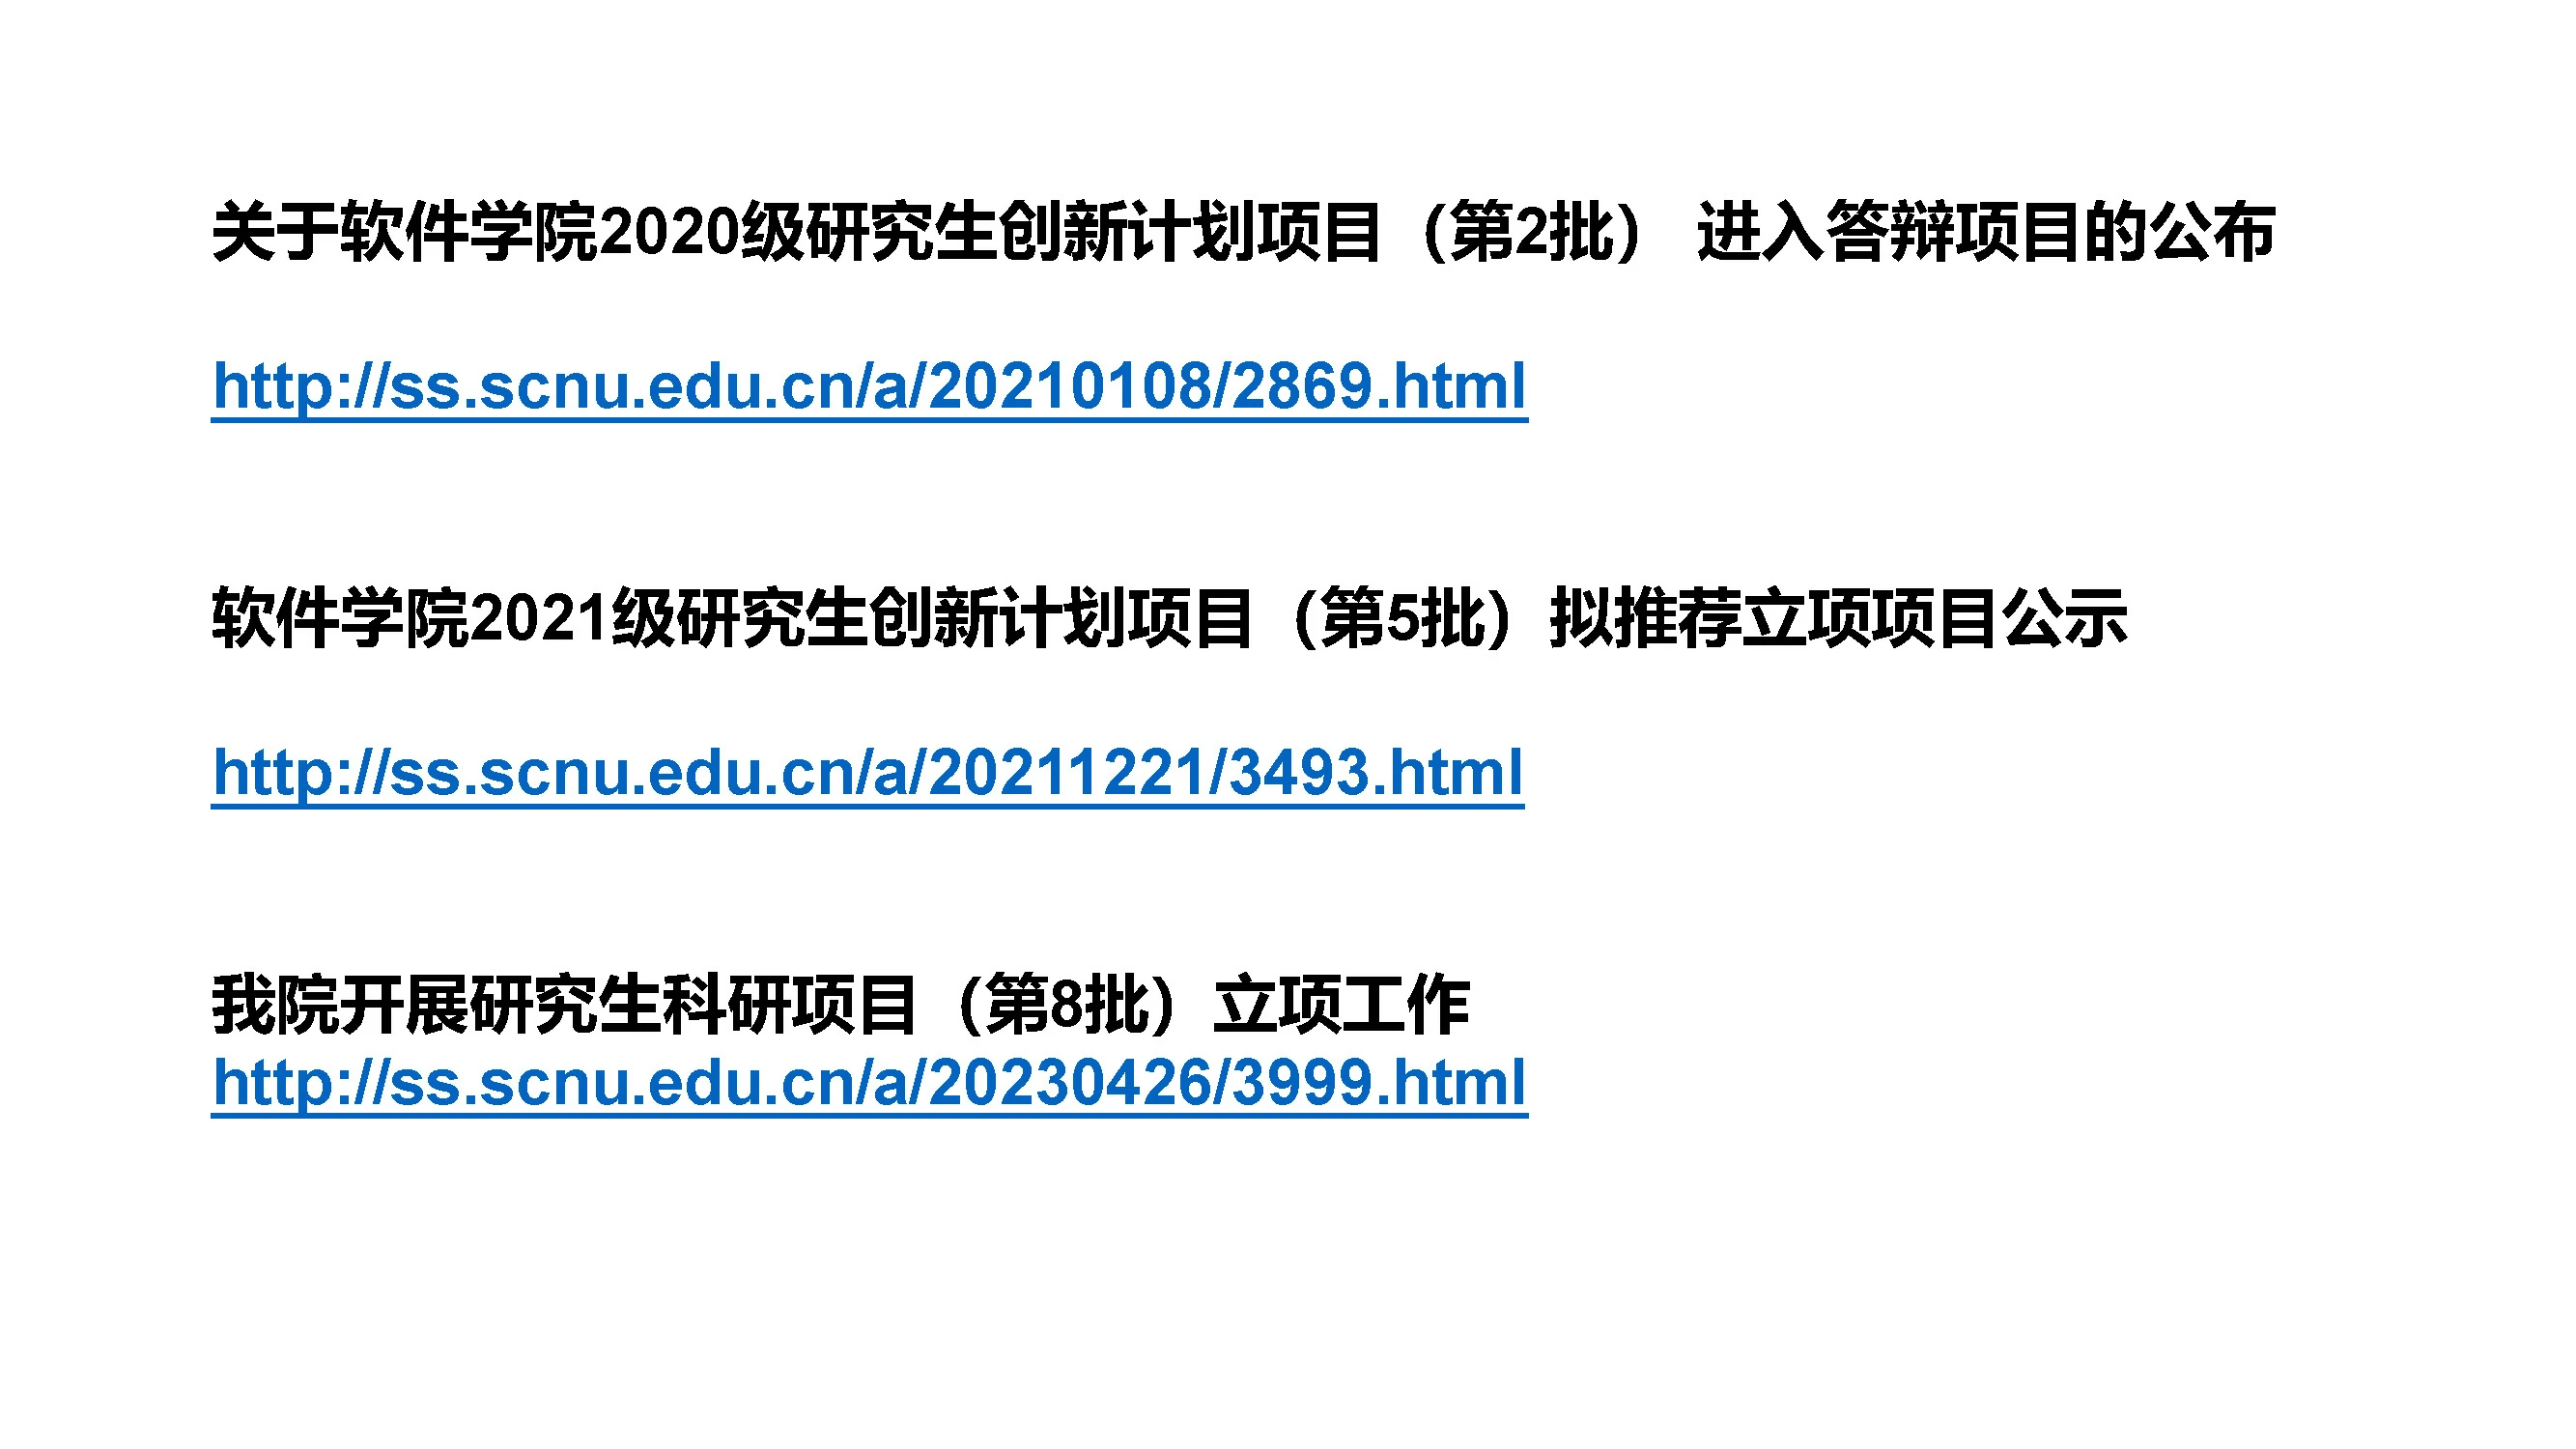 关于软件学院2020级研究生创新计划项目（第2批） 进入答辩项目的公布
http://ss.scnu.edu.cn/a/20210108/2869.html
软件学院2021级研究生创新计划项目（第5批）拟推荐立项项目公示
http://ss.scnu.edu.cn/a/20211221/3493.html
我院开展研究生科研项目（第8批）立项工作
http://ss.scnu.edu.cn/a/20230426/3999.html